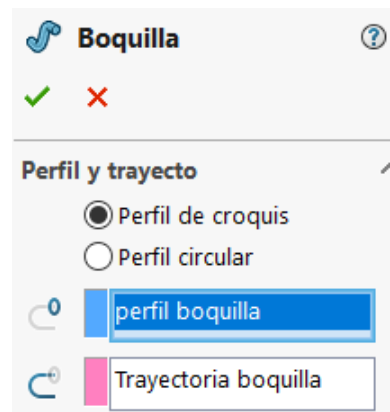 Boquilla
Perfil y trayecto
Perfil de croquis
Perfil circular
perfil boquilla
Trayectoria boquilla